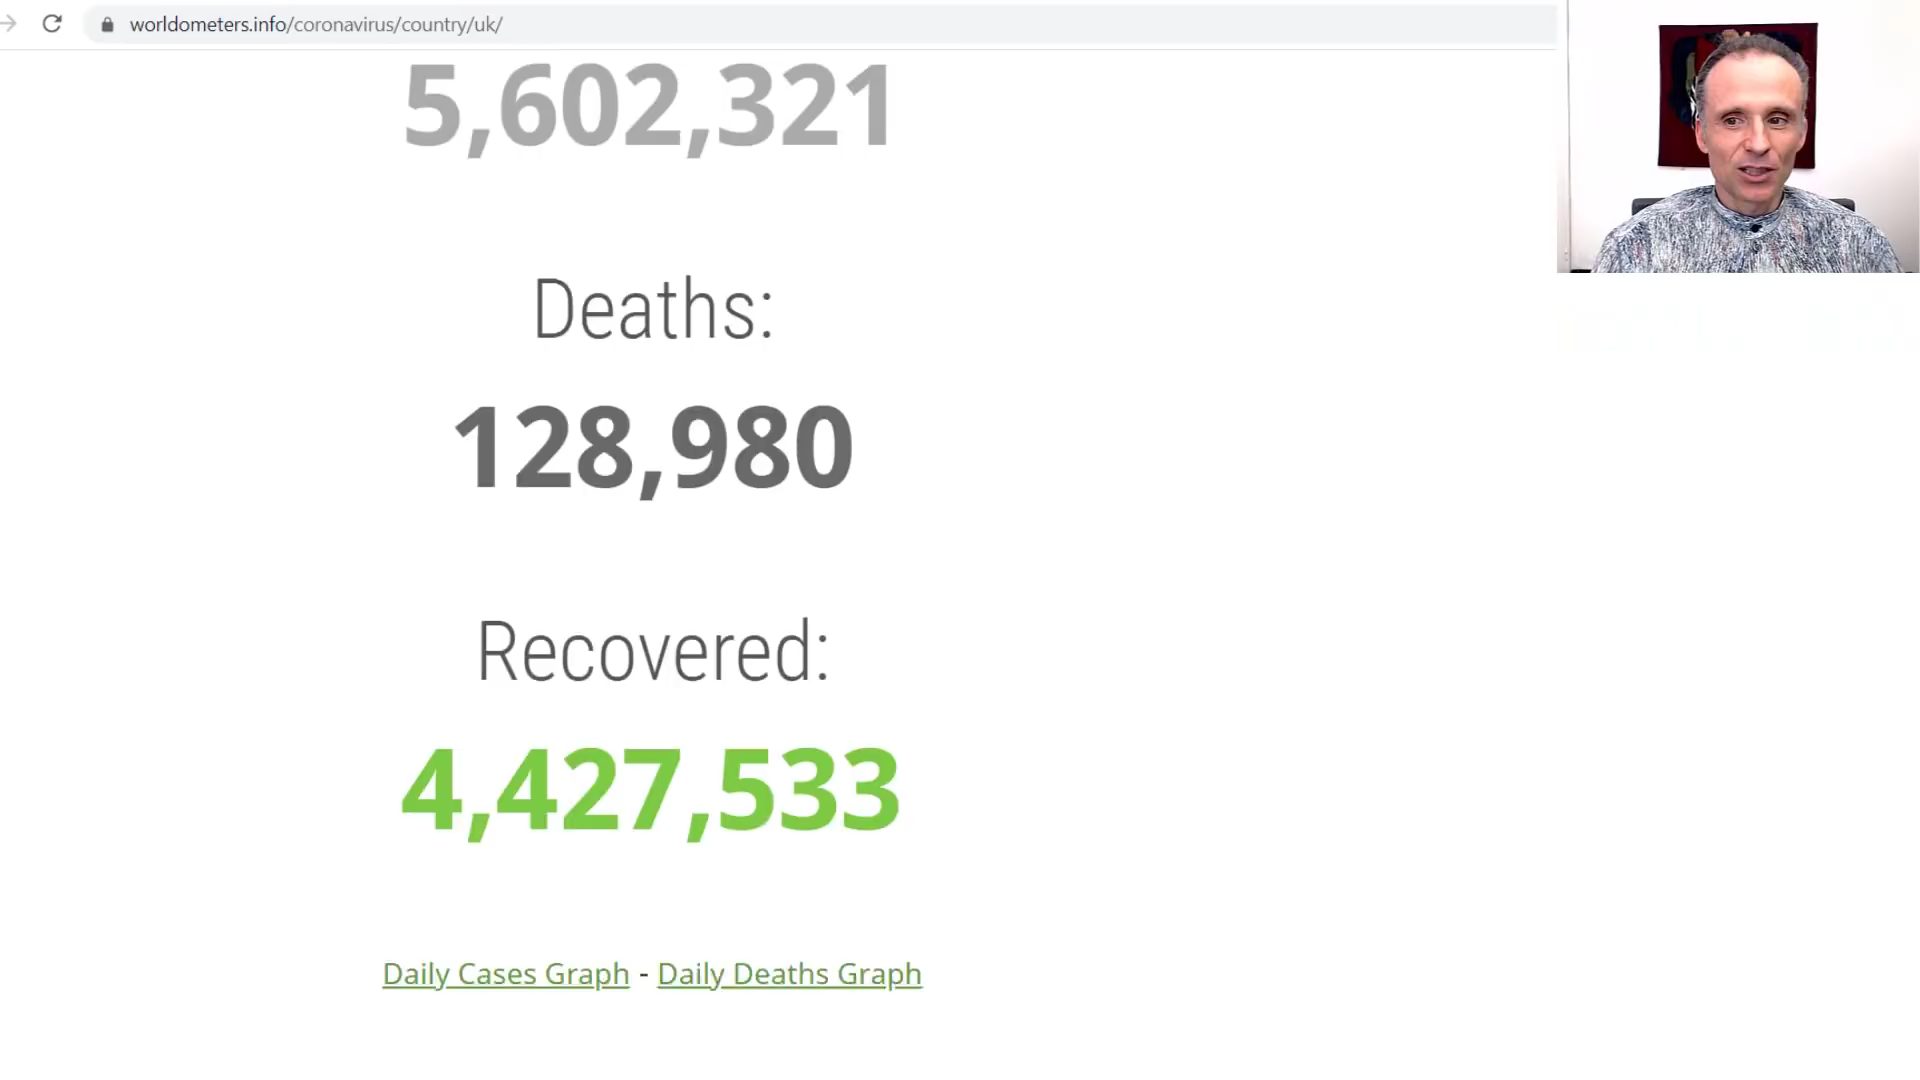 worldometers.info/coronavirus/country/uk/
5,602,321
Deaths:
128,980
Recovered:
4,427,533
Daily Cases Graph - Daily Deaths Graph